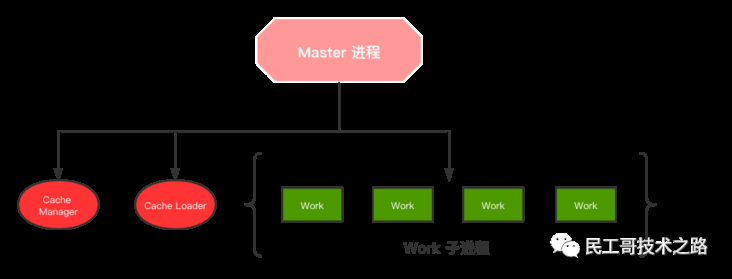 Master 进程
Cache
Manager
Cache Loader
Work
Work
Work
Work
Work 子进程
民工哥技术之路